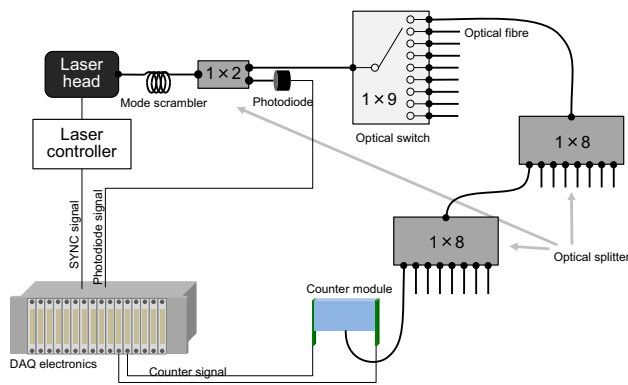 Laser
head
Mode scrambler
1×2
Photodiode
1×9
Optical switch
Optical fibre
1×8
Laser
controller
SYNC signal
Photodiode signal
1×8
Optical splitter
Counter module
DAQ electronics
Counter signal